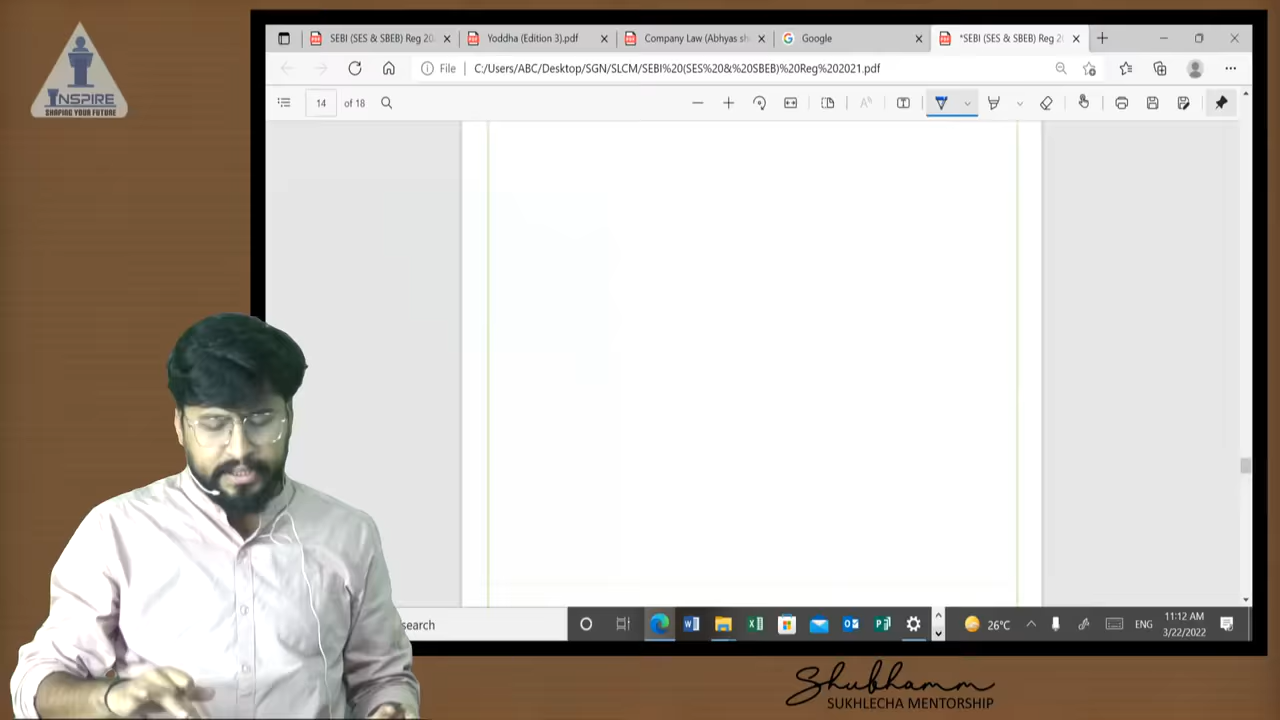 INSPIRE
SHAPING YOUR FUTURE
SEBI (SES & SBEB) Reg 20
Yoddha (Edition 3).pdf
Company Law (Abhyas sh
Google
*SEBI (SES & SBEB) Reg 2
File
C:/Users/ABC/Desktop/SGN/SLCM/SEBI%20(SES%20&%20SBEB)%20Reg%202021.pdf
14 of 18
search
26°C
ENG
11:12 AM
3/22/2022
Shubhamm
SUKHLECHA MENTORSHIP